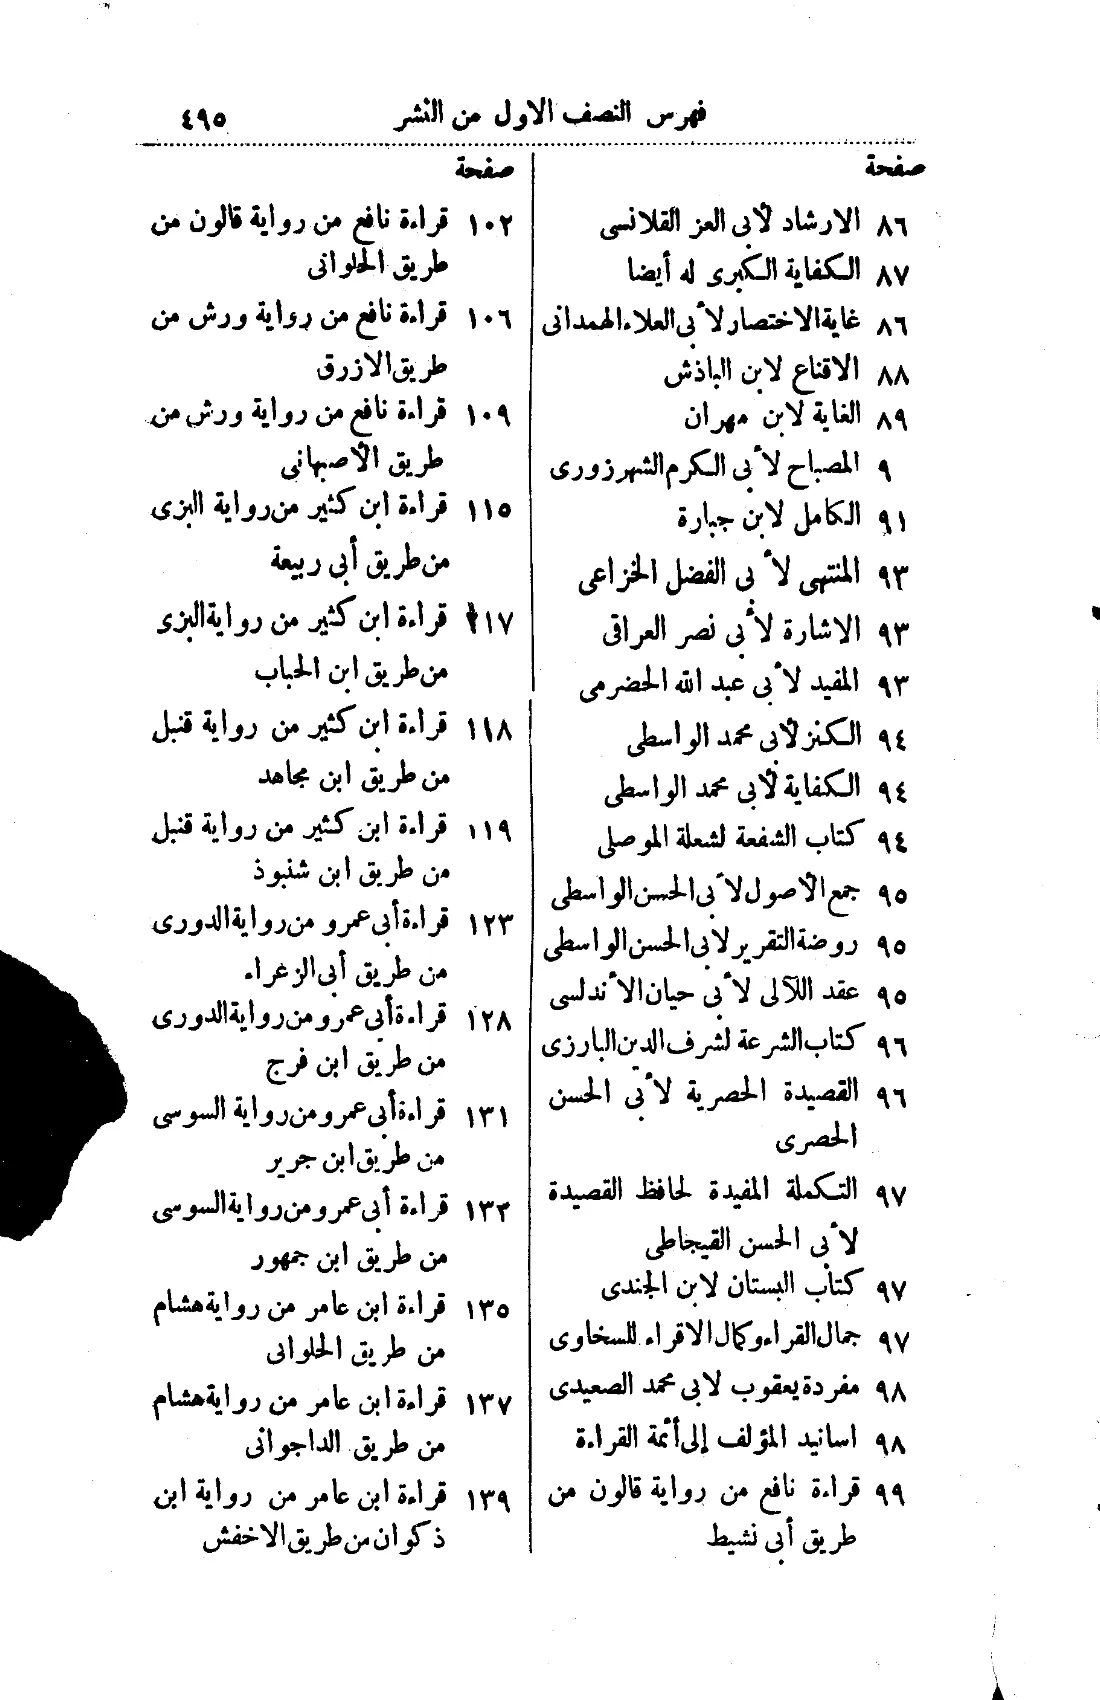 فهرس النصف الاول من النشر ٤٩٥
صفحة
٨٦ الارشاد لأبى العز القلانسى
٨٧ الكفاية الكبرى له أيضا
٨٦ غاية الاختصار لأبى العلاء الهمدانى
٨٨ الاقناع لابن الباذش
٨٩ الغاية لابن مهران
٩ المصباح لأبى الكرم الشهرزورى
٩١ الكامل لابن جبارة
٩٣ المنتهى لأبى الفضل الخزاعى
٩٣ الاشارة لأبى نصر العراقى
٩٣ المفيد لأبى عبد الله الحضرمى
٩٤ الكنز لأبى محمد الواسطى
٩٤ الكفاية لأبى محمد الواسطى
٩٤ كتاب الشفعة لشعلة الموصلى
٩٥ جمع الأصول لأبى الحسن الواسطى
٩٥ روضة التقرير لابى الحسن الواسطى
٩٥ عقد اللآلى لأبى حيان الأندلسى
٩٦ كتاب الشرعة لشرف الدين البارزى
٩٦ القصيدة الحصرية لأبى الحسن
الحصرى
٩٧ التكملة المفيدة لحافظ القصيدة
لأبى الحسن القيجاطى
٩٧ كتاب البستان لابن الجندى
٩٧ جمال القراء وكمال الاقراء للسخاوى
٩٨ مفردة يعقوب لابى محمد الصعيدى
٩٨ اسانيد المؤلف إلى أئمة القراءة
٩٩ قراءة نافع من رواية قالون من
طريق أبى نشيط
صفحة
١٠٢ قراءة نافع من رواية قالون من
طريق الحلوانى
١٠٦ قراءة نافع من رواية ورش من
طريق الازرق
١٠٩ قراءة نافع من رواية ورش من
طريق الأصبهانى
١١٥ قراءة ابن كثير من رواية البزى
من طريق أبى ربيعة
١١٧ قراءة ابن كثير من رواية البزى
من طريق ابن الحباب
١١٨ قراءة ابن كثير من رواية قنبل
من طريق ابن مجاهد
١١٩ قراءة ابن كثير من رواية قنبل
من طريق ابن شنبوذ
١٢٣ قراءة أبى عمرو من رواية الدورى
من طريق أبى الزعراء
١٢٨ قراءة أبى عمرو من رواية الدورى
من طريق ابن فرح
١٣١ قراءة أبى عمرو من رواية السوسى
من طريق ابن جرير
١٣٣ قراءة أبى عمرو من رواية السوسى
من طريق ابن جمهور
١٣٥ قراءة ابن عامر من رواية هشام
من طريق الحلوانى
١٣٧ قراءة ابن عامر من رواية هشام
من طريق الداجوانى
١٣٩ قراءة ابن عامر من رواية ابن
ذكوان من طريق الاخفش